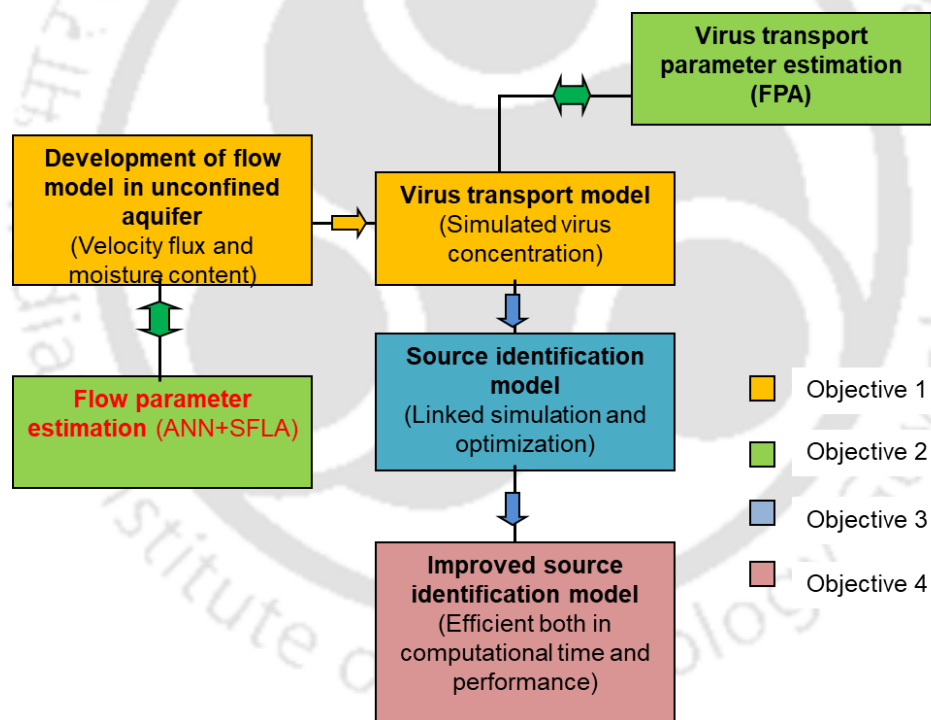 Virus transport
parameter estimation
(FPA)
Development of flow
model in unconfined
aquifer
(Velocity flux and
moisture content)
Virus transport model
(Simulated virus
concentration)
Flow parameter
estimation (ANN+SFLA)
Source identification
model
(Linked simulation and
optimization)
Improved source
identification model
(Efficient both in
computational time and
performance)
Objective 1
Objective 2
Objective 3
Objective 4
stitute o
olog